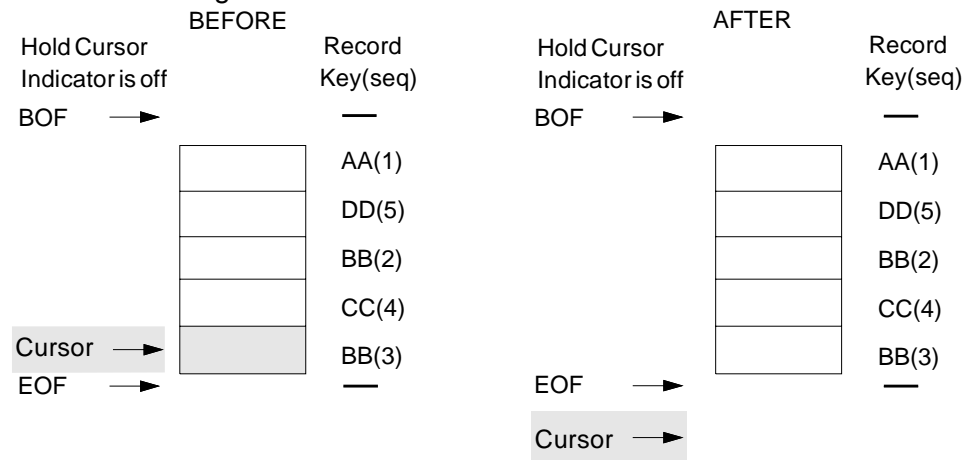 BEFORE
Hold Cursor
Indicator is off
Record
Key(seq)
BOF
AA(1)
DD(5)
BB(2)
CC(4)
Cursor
BB(3)
EOF
AFTER
Hold Cursor
Indicator is off
Record
Key(seq)
BOF
AA(1)
DD(5)
BB(2)
CC(4)
BB(3)
EOF
Cursor